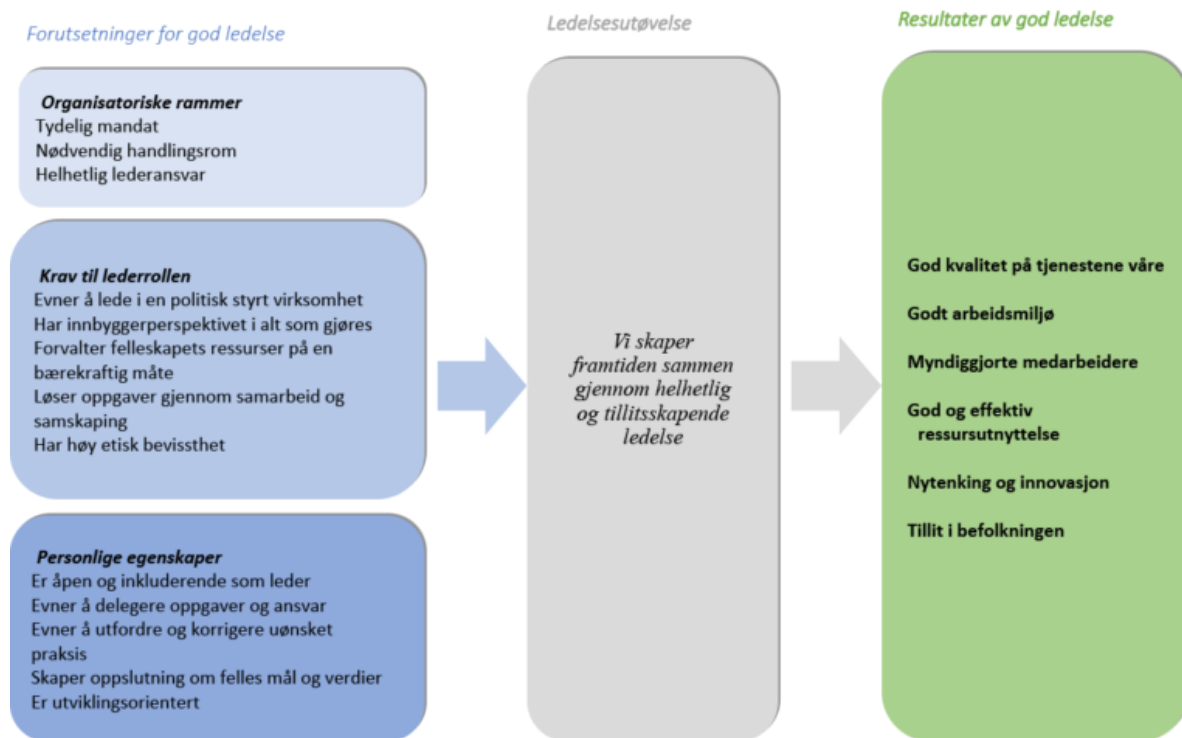 Forutsetninger for god ledelse
Organisatoriske rammer
Tydelig mandat
Nødvendig handlingsrom
Helhetlig lederansvar
Krav til lederrollen
Evner å lede i en politisk styrt virksomhet
Har innbyggerperspektivet i alt som gjøres
Forvalter felleskapets ressurser på en
bærekraftig måte
Løser oppgaver gjennom samarbeid og
samskaping
Har høy etisk bevissthet
Personlige egenskaper
Er åpen og inkluderende som leder
Evner å delegere oppgaver og ansvar
Evner å utfordre og korrigere uønsket
praksis
Skaper oppslutning om felles mål og verdier
Er utviklingsorientert
Ledelsesutøvelse
Vi skaper
framtiden sammen
gjennom helhetlig
og tillitsskapende
ledelse
Resultater av god ledelse
God kvalitet på tjenestene våre
Godt arbeidsmiljø
Myndiggjorte medarbeidere
God og effektiv
ressursutnyttelse
Nytenking og innovasjon
Tillit i befolkningen